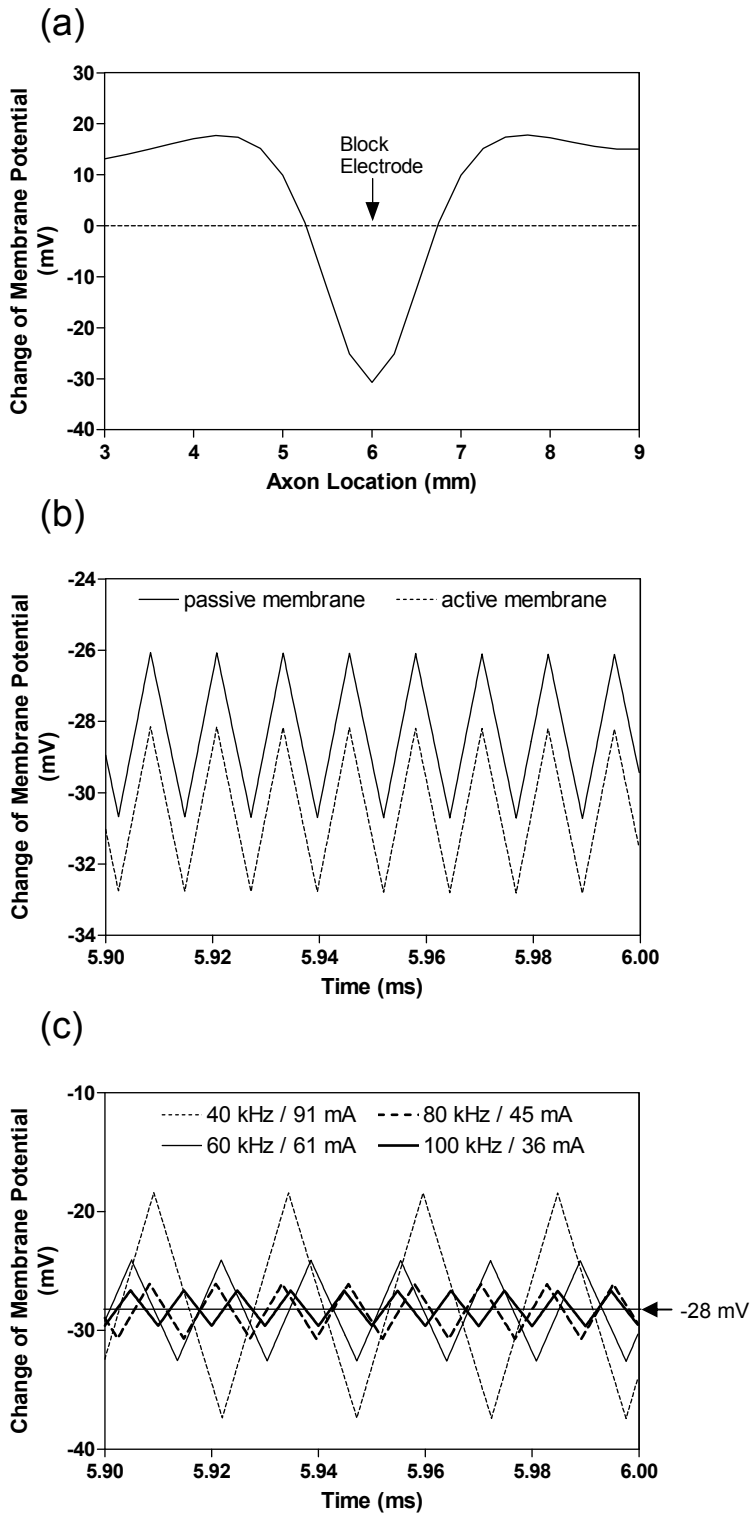 (a)
Change of Membrane Potential
(mV)
30
20
10
0
-10
-20
-30
-40
Block
Electrode
3 4 5 6 7 8 9
Axon Location (mm)
(b)
Change of Membrane Potential
(mV)
-24
-26
-28
-30
-32
-34
passive membrane active membrane
5.90 5.92 5.94 5.96 5.98 6.00
Time (ms)
(c)
Change of Membrane Potential
(mV)
-10
-20
-30
-40
40 kHz / 91 mA 80 kHz / 45 mA
60 kHz / 61 mA 100 kHz / 36 mA
-28 mV
5.90 5.92 5.94 5.96 5.98 6.00
Time (ms)